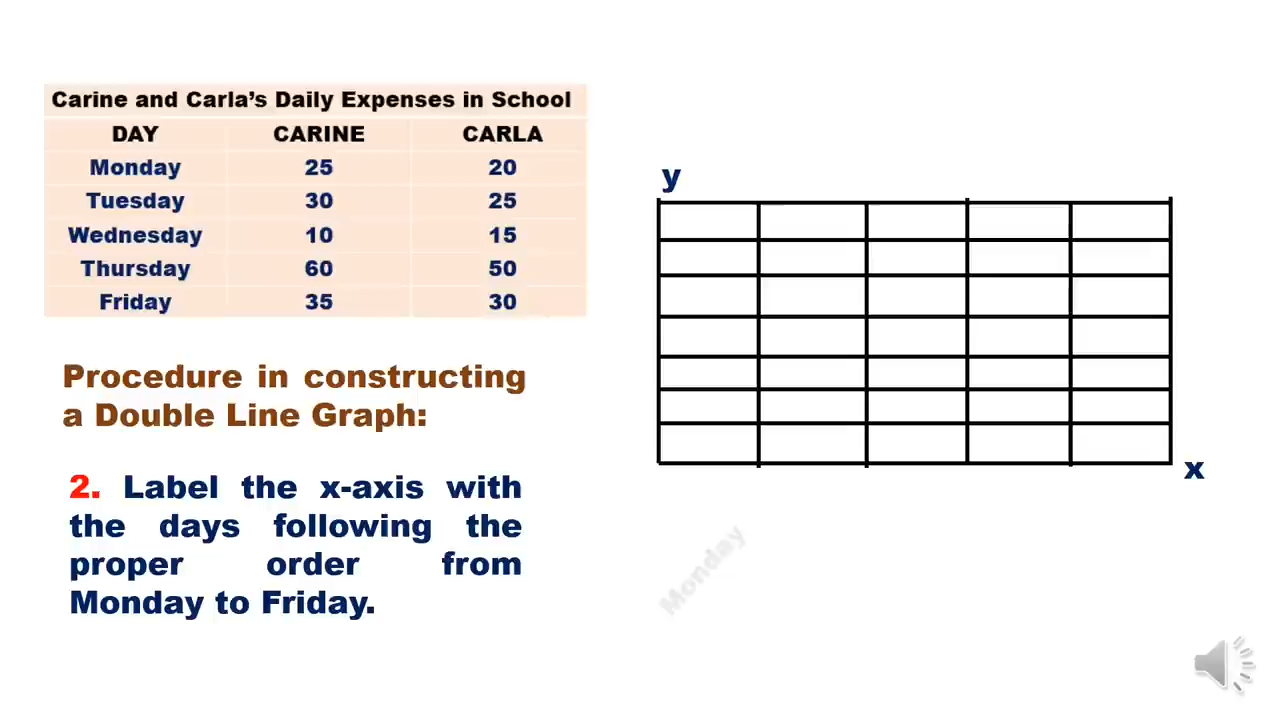 Carine and Carla's Daily Expenses in School
DAY CARINE CARLA
Monday 25 20
Tuesday 30 25
Wednesday 10 15
Thursday 60 50
Friday 35 30
Procedure in constructing
a Double Line Graph:
2. Label the x-axis with
the days following the
proper order from
Monday to Friday.
y
x
Monday